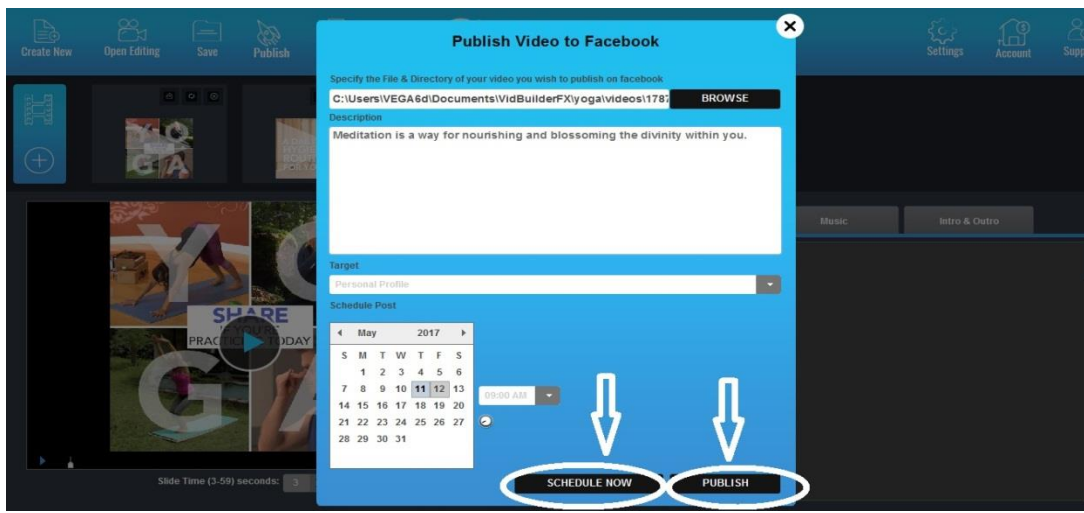 Create New
Open Editing
Save
Publish
Settings
Account
Supp
Publish Video to Facebook
Specify the File & Directory of your video you wish to publish on facebook
C:\Users\VEGA6d\Documents\VidBuilderFX\yoga\videos\1787
BROWSE
Description
Meditation is a way for nourishing and blossoming the divinity within you.
Target
Personal Profile
Schedule Post
May 2017
S M T W T F S
1 2 3 4 5 6
7 8 9 10 11 12 13
14 15 16 17 18 19 20
21 22 23 24 25 26 27
28 29 30 31
09:00 AM
SCHEDULE NOW
PUBLISH
Music
Intro & Outro
G A
Y O
SHARE
IF YOU'RE
PRACTICING TODAY
G A
Slide Time (3-59) seconds: 3